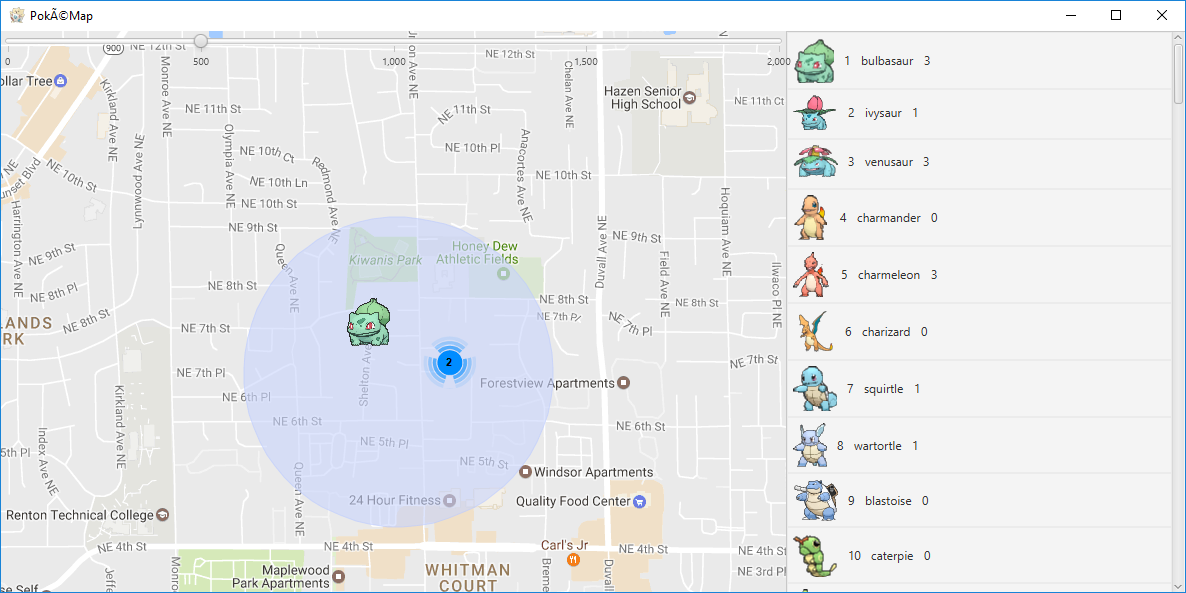 PokÃ©Map
0
500
1,000
1,500
2,000
900
NE 12th St
NE 12th St
ollar Tree
Kirkland Ave NE
Monroe Ave NE
Union Ave NE
Chelan Ave NE
Hazen Senior
High School
NE 11th St
NE 11th St
NE 11th Ct
Lynnwood Ave NE
Olympia Ave NE
NE 10th Ct
NE 10th Pl
Anacortes Ave NE
NE 10th St
NE 10th Ln
Redmond Ave NE
NE 10th St
NE 10th St
Sunset Blvd
NE
Harrington Ave NE
NE 9th St
NE 9th St
Queen Ave NE
Kiwanis Park
Honey Dew
Athletic Fields
Duvall Ave NE
NE 9th St
Hoquiam Ave NE
Field Ave NE
Ilwaco Pl NE
NE 8th Pl
NE 8th St
NE 8th St
NE 8th St
NE 8th St
LANDS
RK
NE 7th St
NE 7th Pl
NE 7th Pl
2
NE 7th St
NE 7th Pl
Shelton Ave
Forestview Apartments
Kirkland Ave NE
NE 6th Pl
NE 6th St
NE 6th St
Index Ave NE
5th Pl
NE 5th Pl
NE 5th St
Queen Ave NE
Windsor Apartments
24 Hour Fitness
Quality Food Center
Renton Technical College
NE 4th St
NE 4th St
Carl's Jr
NE 4th St
NE 4th St
Jeffe
Monro
Maplewood
Park Apartments
WHITMAN
COURT
Breme
Duvall
NE 3rd Pl
e Self
1 bulbasaur 3
2 ivysaur 1
3 venusaur 3
4 charmander 0
5 charmeleon 3
6 charizard 0
7 squirtle 1
8 wartortle 1
9 blastoise 0
10 caterpie 0